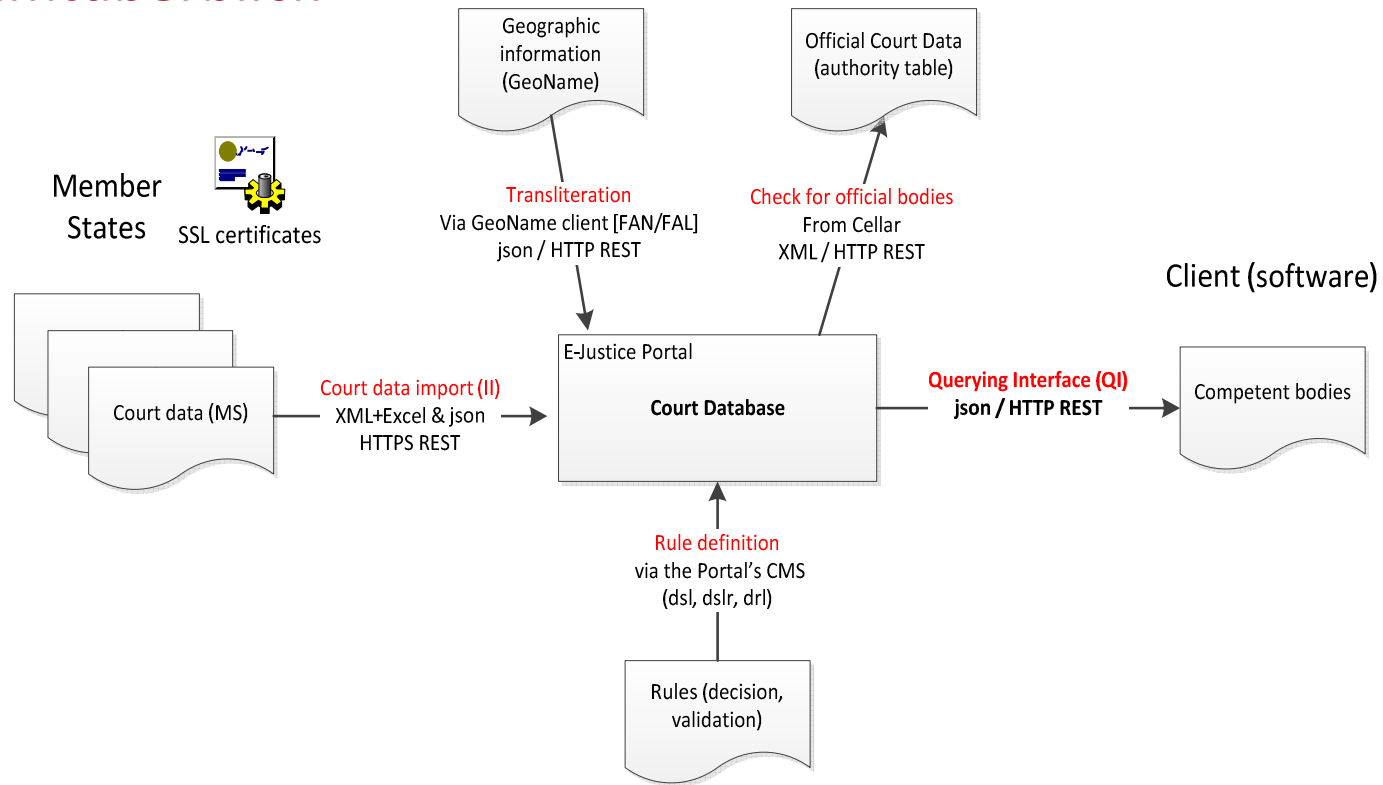 Geographic
information
(GeoName)
Official Court Data
(authority table)
Member
States
SSL certificates
Transliteration
Via GeoName client [FAN/FAL]
json / HTTP REST
Check for official bodies
From Cellar
XML / HTTP REST
Client (software)
Court data (MS)
Court data import (II)
XML+Excel & json
HTTPS REST
E-Justice Portal
Court Database
Querying Interface (QI)
json / HTTP REST
Competent bodies
Rule definition
via the Portal's CMS
(dsl, dslr, drl)
Rules (decision,
validation)